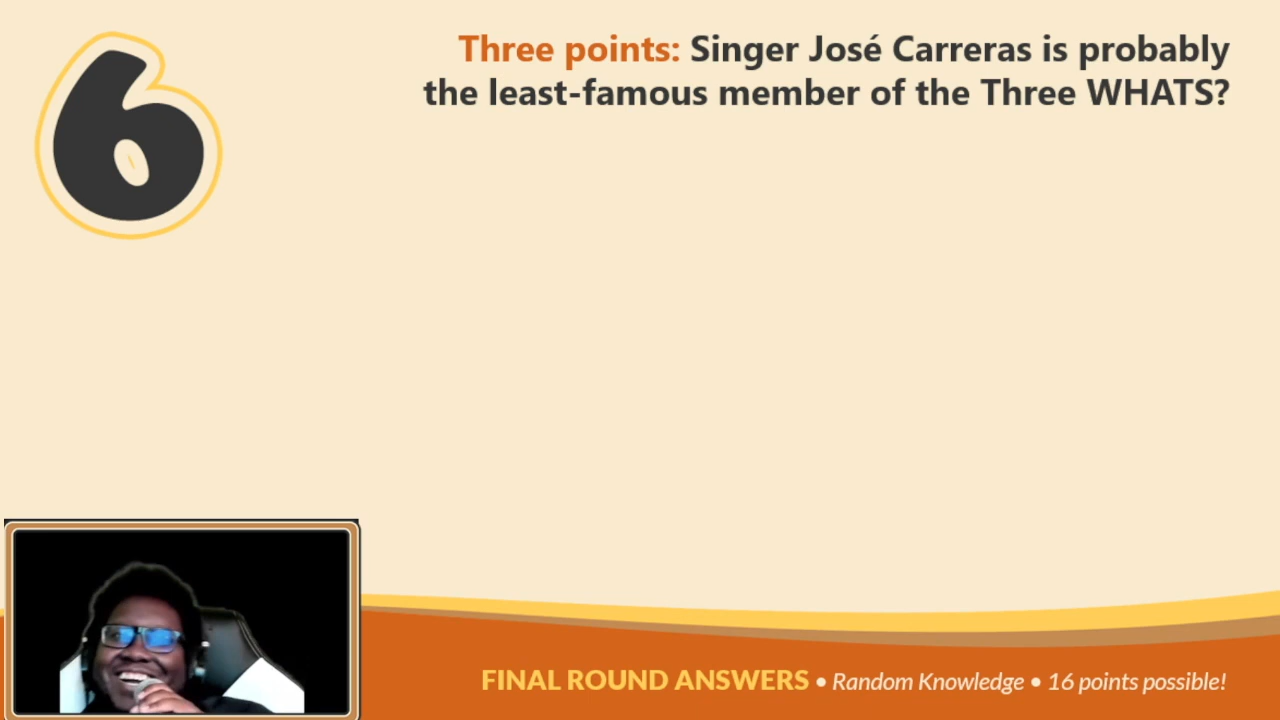 6
Three points: Singer José Carreras is probably
the least-famous member of the Three WHATS?
FINAL ROUND ANSWERS • Random Knowledge • 16 points possible!